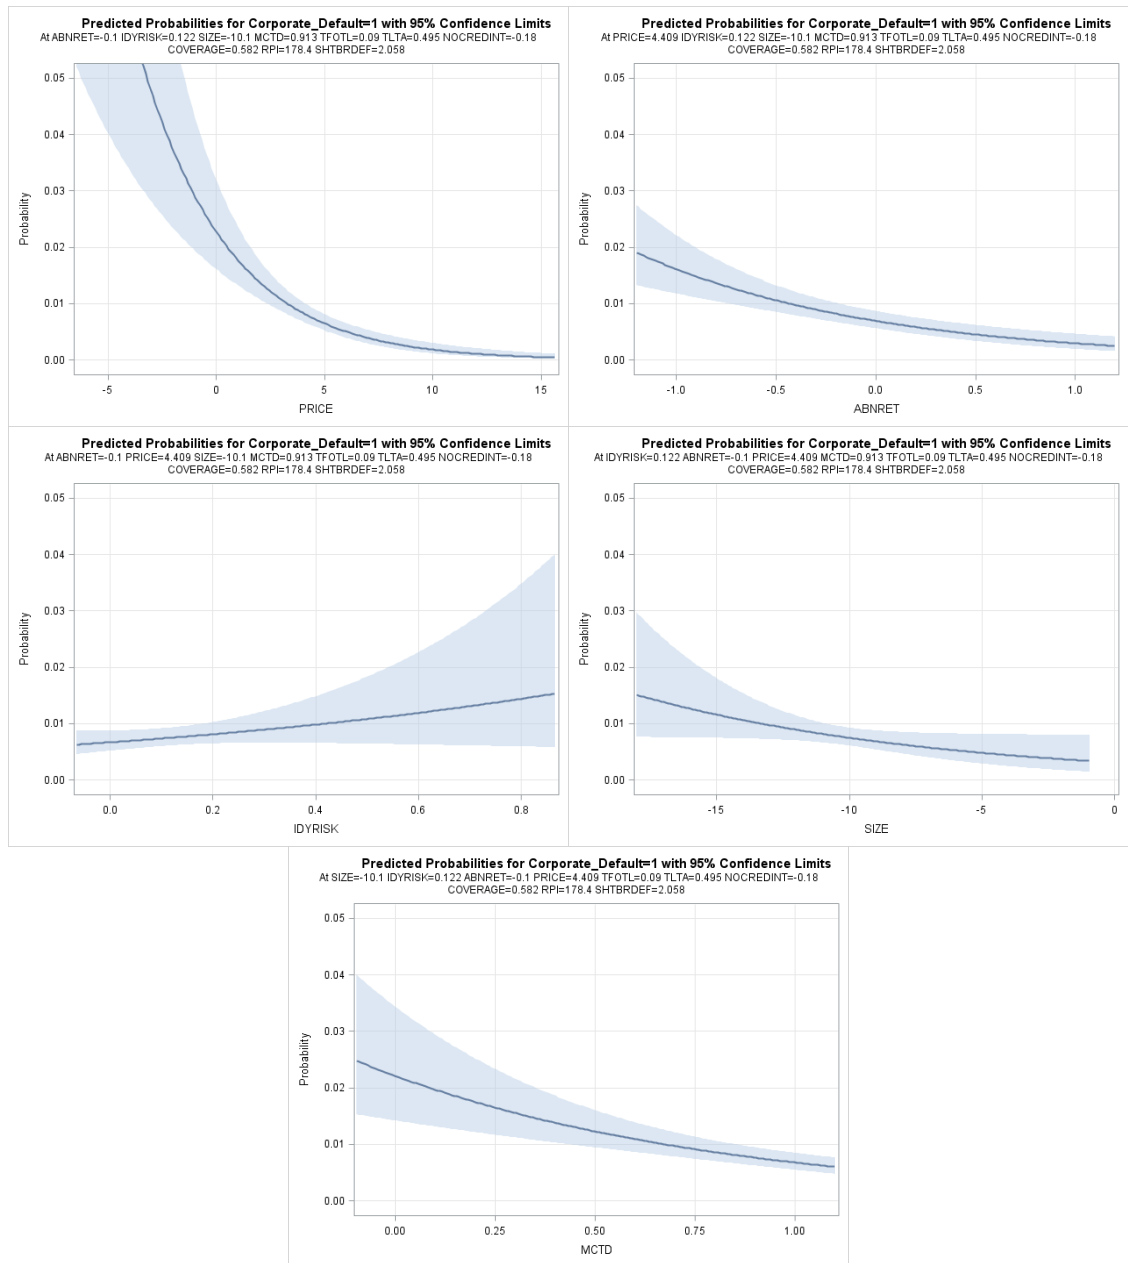 Predicted Probabilities for Corporate_Default=1 with 95% Confidence Limits
At ABNRET=-0.1 IDYRISK=0.122 SIZE=-10.1 MCTD=0.913 TFOTL=0.09 TLTA=0.495 NOCREDINT=-0.18
COVERAGE=0.582 RPI=178.4 SHTBRDEF=2.058
0.05
0.04
0.03
0.02
0.01
0.00
Probability
-5 0 5 10 15
PRICE
Predicted Probabilities for Corporate_Default=1 with 95% Confidence Limits
At PRICE=4.409 IDYRISK=0.122 SIZE=-10.1 MCTD=0.913 TFOTL=0.09 TLTA=0.495 NOCREDINT=-0.18
COVERAGE=0.582 RPI=178.4 SHTBRDEF=2.058
0.05
0.04
0.03
0.02
0.01
0.00
Probability
-1.0 -0.5 0.0 0.5 1.0
ABNRET
Predicted Probabilities for Corporate_Default=1 with 95% Confidence Limits
At ABNRET=-0.1 PRICE=4.409 SIZE=-10.1 MCTD=0.913 TFOTL=0.09 TLTA=0.495 NOCREDINT=-0.18
COVERAGE=0.582 RPI=178.4 SHTBRDEF=2.058
0.05
0.04
0.03
0.02
0.01
0.00
Probability
0.0 0.2 0.4 0.6 0.8
IDYRISK
Predicted Probabilities for Corporate_Default=1 with 95% Confidence Limits
At IDYRISK=0.122 ABNRET=-0.1 PRICE=4.409 MCTD=0.913 TFOTL=0.09 TLTA=0.495 NOCREDINT=-0.18
COVERAGE=0.582 RPI=178.4 SHTBRDEF=2.058
0.05
0.04
0.03
0.02
0.01
0.00
Probability
-15 -10 -5 0
SIZE
Predicted Probabilities for Corporate_Default=1 with 95% Confidence Limits
At SIZE=-10.1 IDYRISK=0.122 ABNRET=-0.1 PRICE=4.409 TFOTL=0.09 TLTA=0.495 NOCREDINT=-0.18
COVERAGE=0.582 RPI=178.4 SHTBRDEF=2.058
0.05
0.04
0.03
0.02
0.01
0.00
Probability
0.00 0.25 0.50 0.75 1.00
MCTD